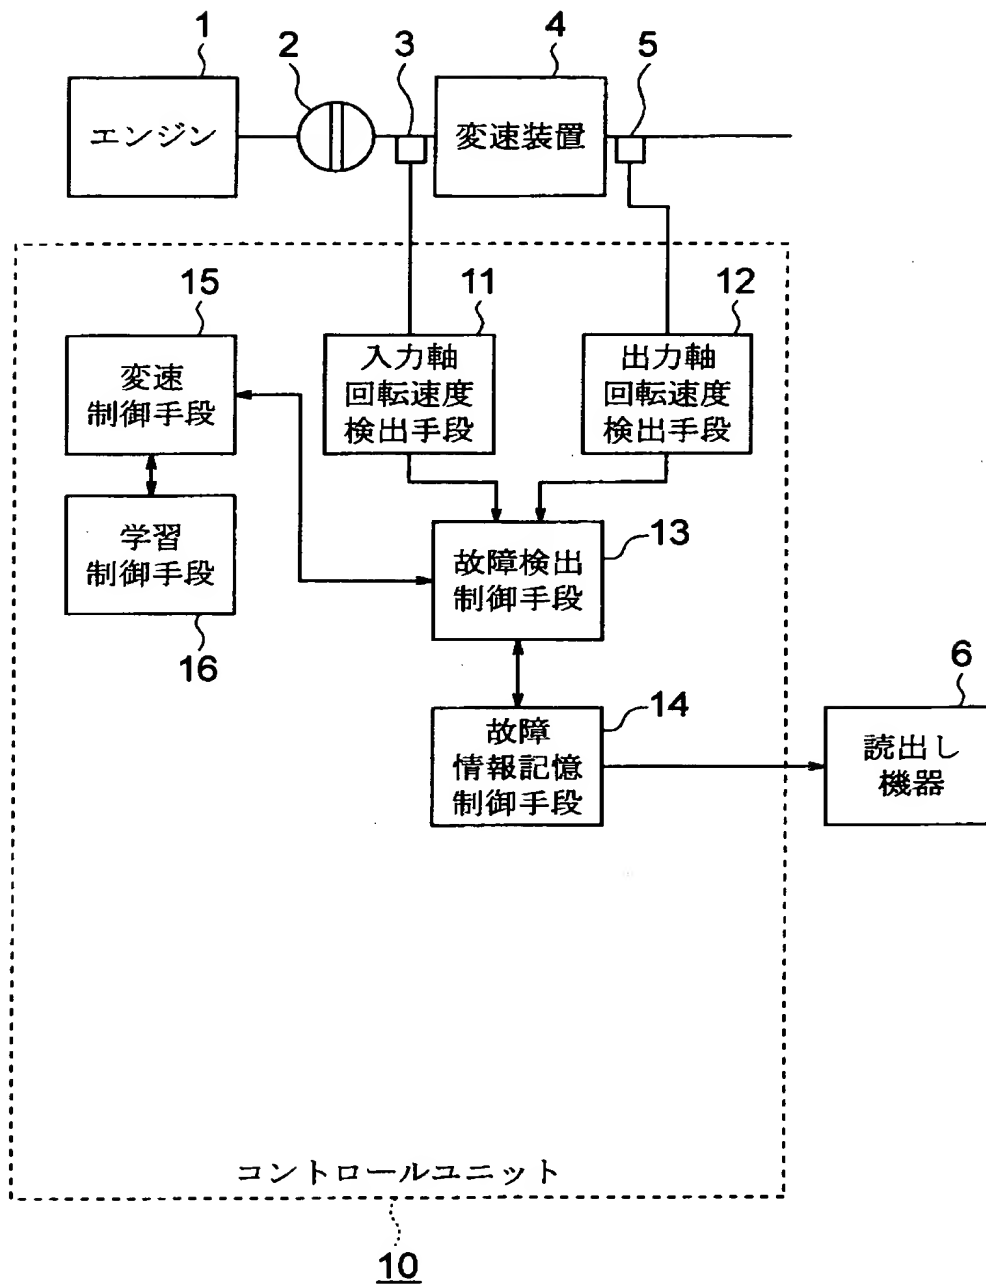 1
2
3
4
5
エンジン
変速装置
15
11
12
変速
制御手段
入力軸
回転速度
検出手段
出力軸
回転速度
検出手段
学習
制御手段
16
故障検出
制御手段
13
故障
情報記憶
制御手段
14
6
読出し
機器
コントロールユニット
10